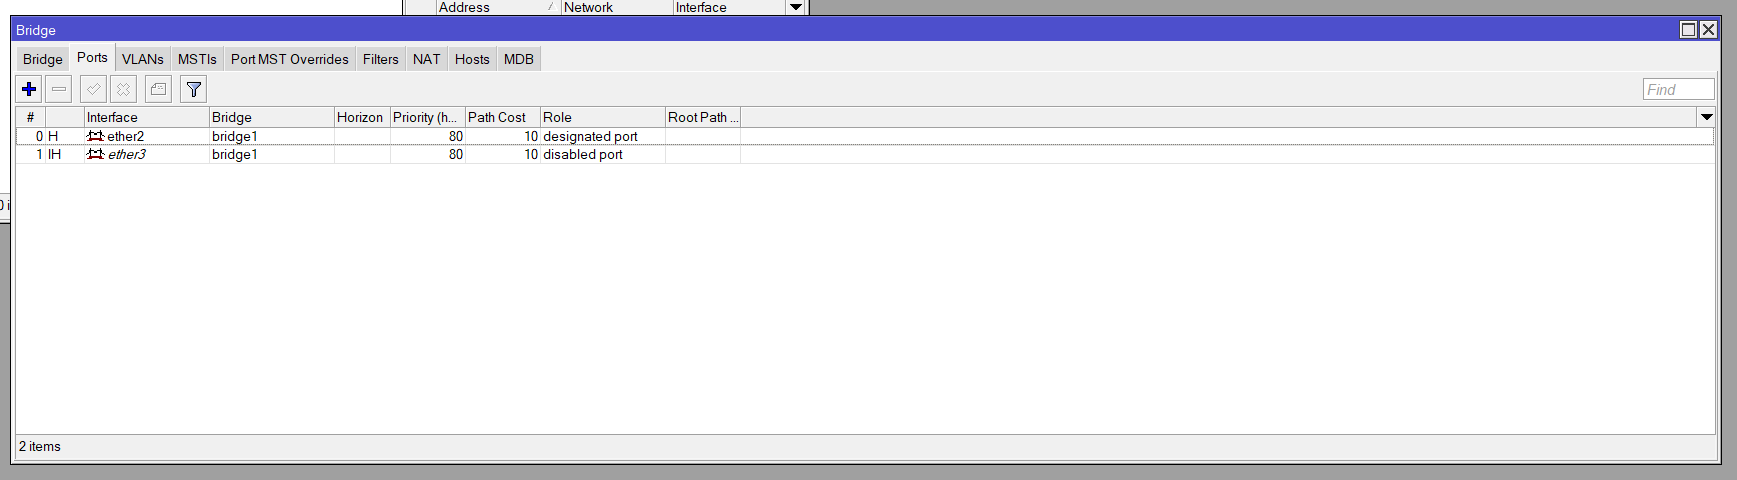 Address Network Interface
Bridge
Bridge Ports VLANs MSTIs Port MST Overrides Filters NAT Hosts MDB
Find
# Interface Bridge Horizon Priority (h... Path Cost Role Root Path ...
0 H ether2 bridge1 80 10 designated port
1 IH ether3 bridge1 80 10 disabled port
0 i
2 items